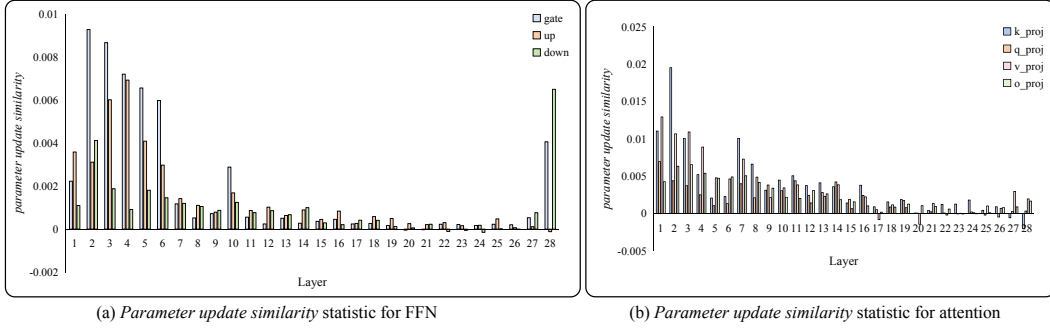 0.01
0.008
0.006
0.004
0.002
0
-0.002
parameter update similarity
gate
up
down
1 2 3 4 5 6 7 8 9 10 11 12 13 14 15 16 17 18 19 20 21 22 23 24 25 26 27 28
Layer
(a) Parameter update similarity statistic for FFN
0.025
0.02
0.015
0.01
0.005
0
-0.005
parameter update similarity
k_proj
q_proj
v_proj
o_proj
1 2 3 4 5 6 7 8 9 10 11 12 13 14 15 16 17 18 19 20 21 22 23 24 25 26 27 28
Layer
(b) Parameter update similarity statistic for attention